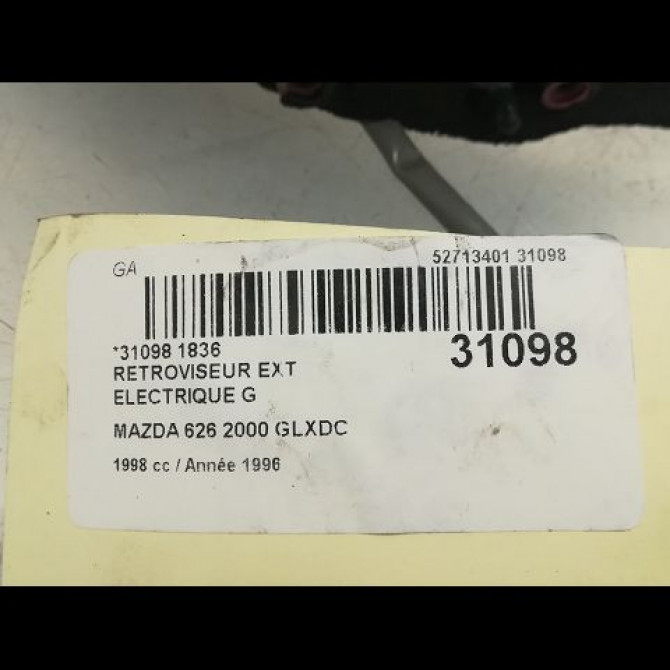 GA
52713401 31098
*31098 1836
31098
RETROVISEUR EXT
ELECTRIQUE G
MAZDA 626 2000 GLXDC
1998 cc / Année 1996